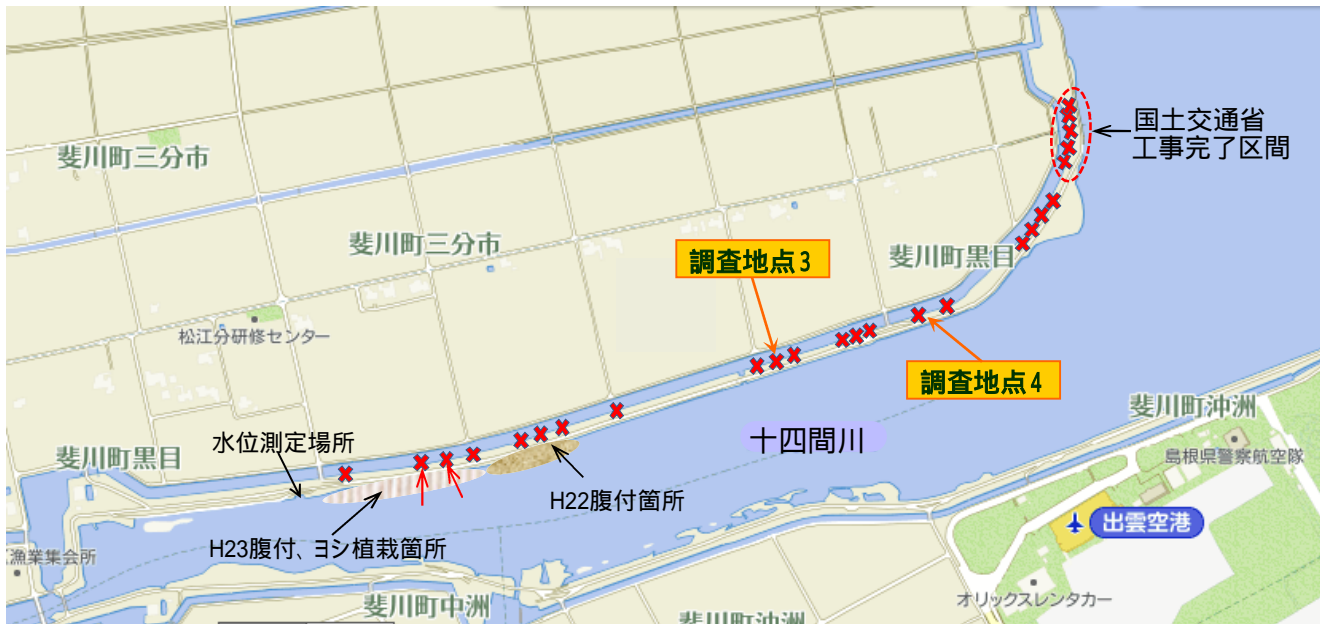 国土交通省
工事完了区間
斐川町三分市
斐川町三分市
調査地点3
斐川町黒目
松江分研修センター
調査地点4
斐川町沖洲
十四間川
水位測定場所
斐川町黒目
島根県警察航空隊
H22腹付箇所
出雲空港
H23腹付、ヨシ植栽箇所
漁業集会所
オリックスレンタカー
斐川町中洲
斐川町沖洲